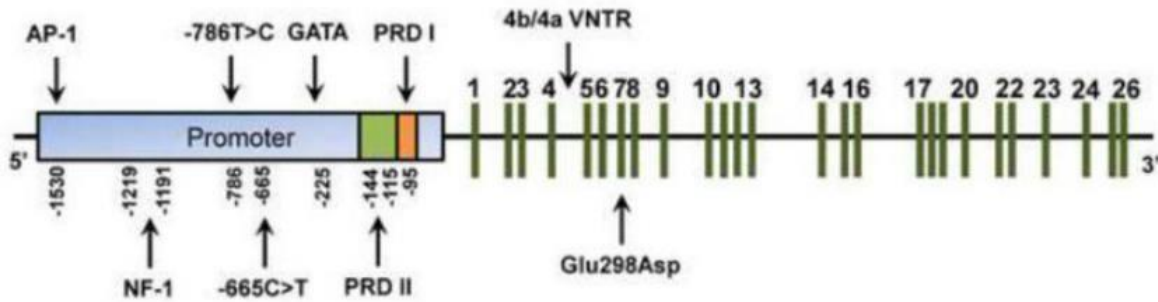 4b/4a VNTR
AP-1 -786T>C GATA PRD I
1 23 4 56 78 9 10 13 14 16 17 20 22 23 24 26
Promoter
5' 3'
-1530 -1219 -1191 -786 -665 -225 -144 -115 -95
Glu298Asp
NF-1 -665C>T PRD II